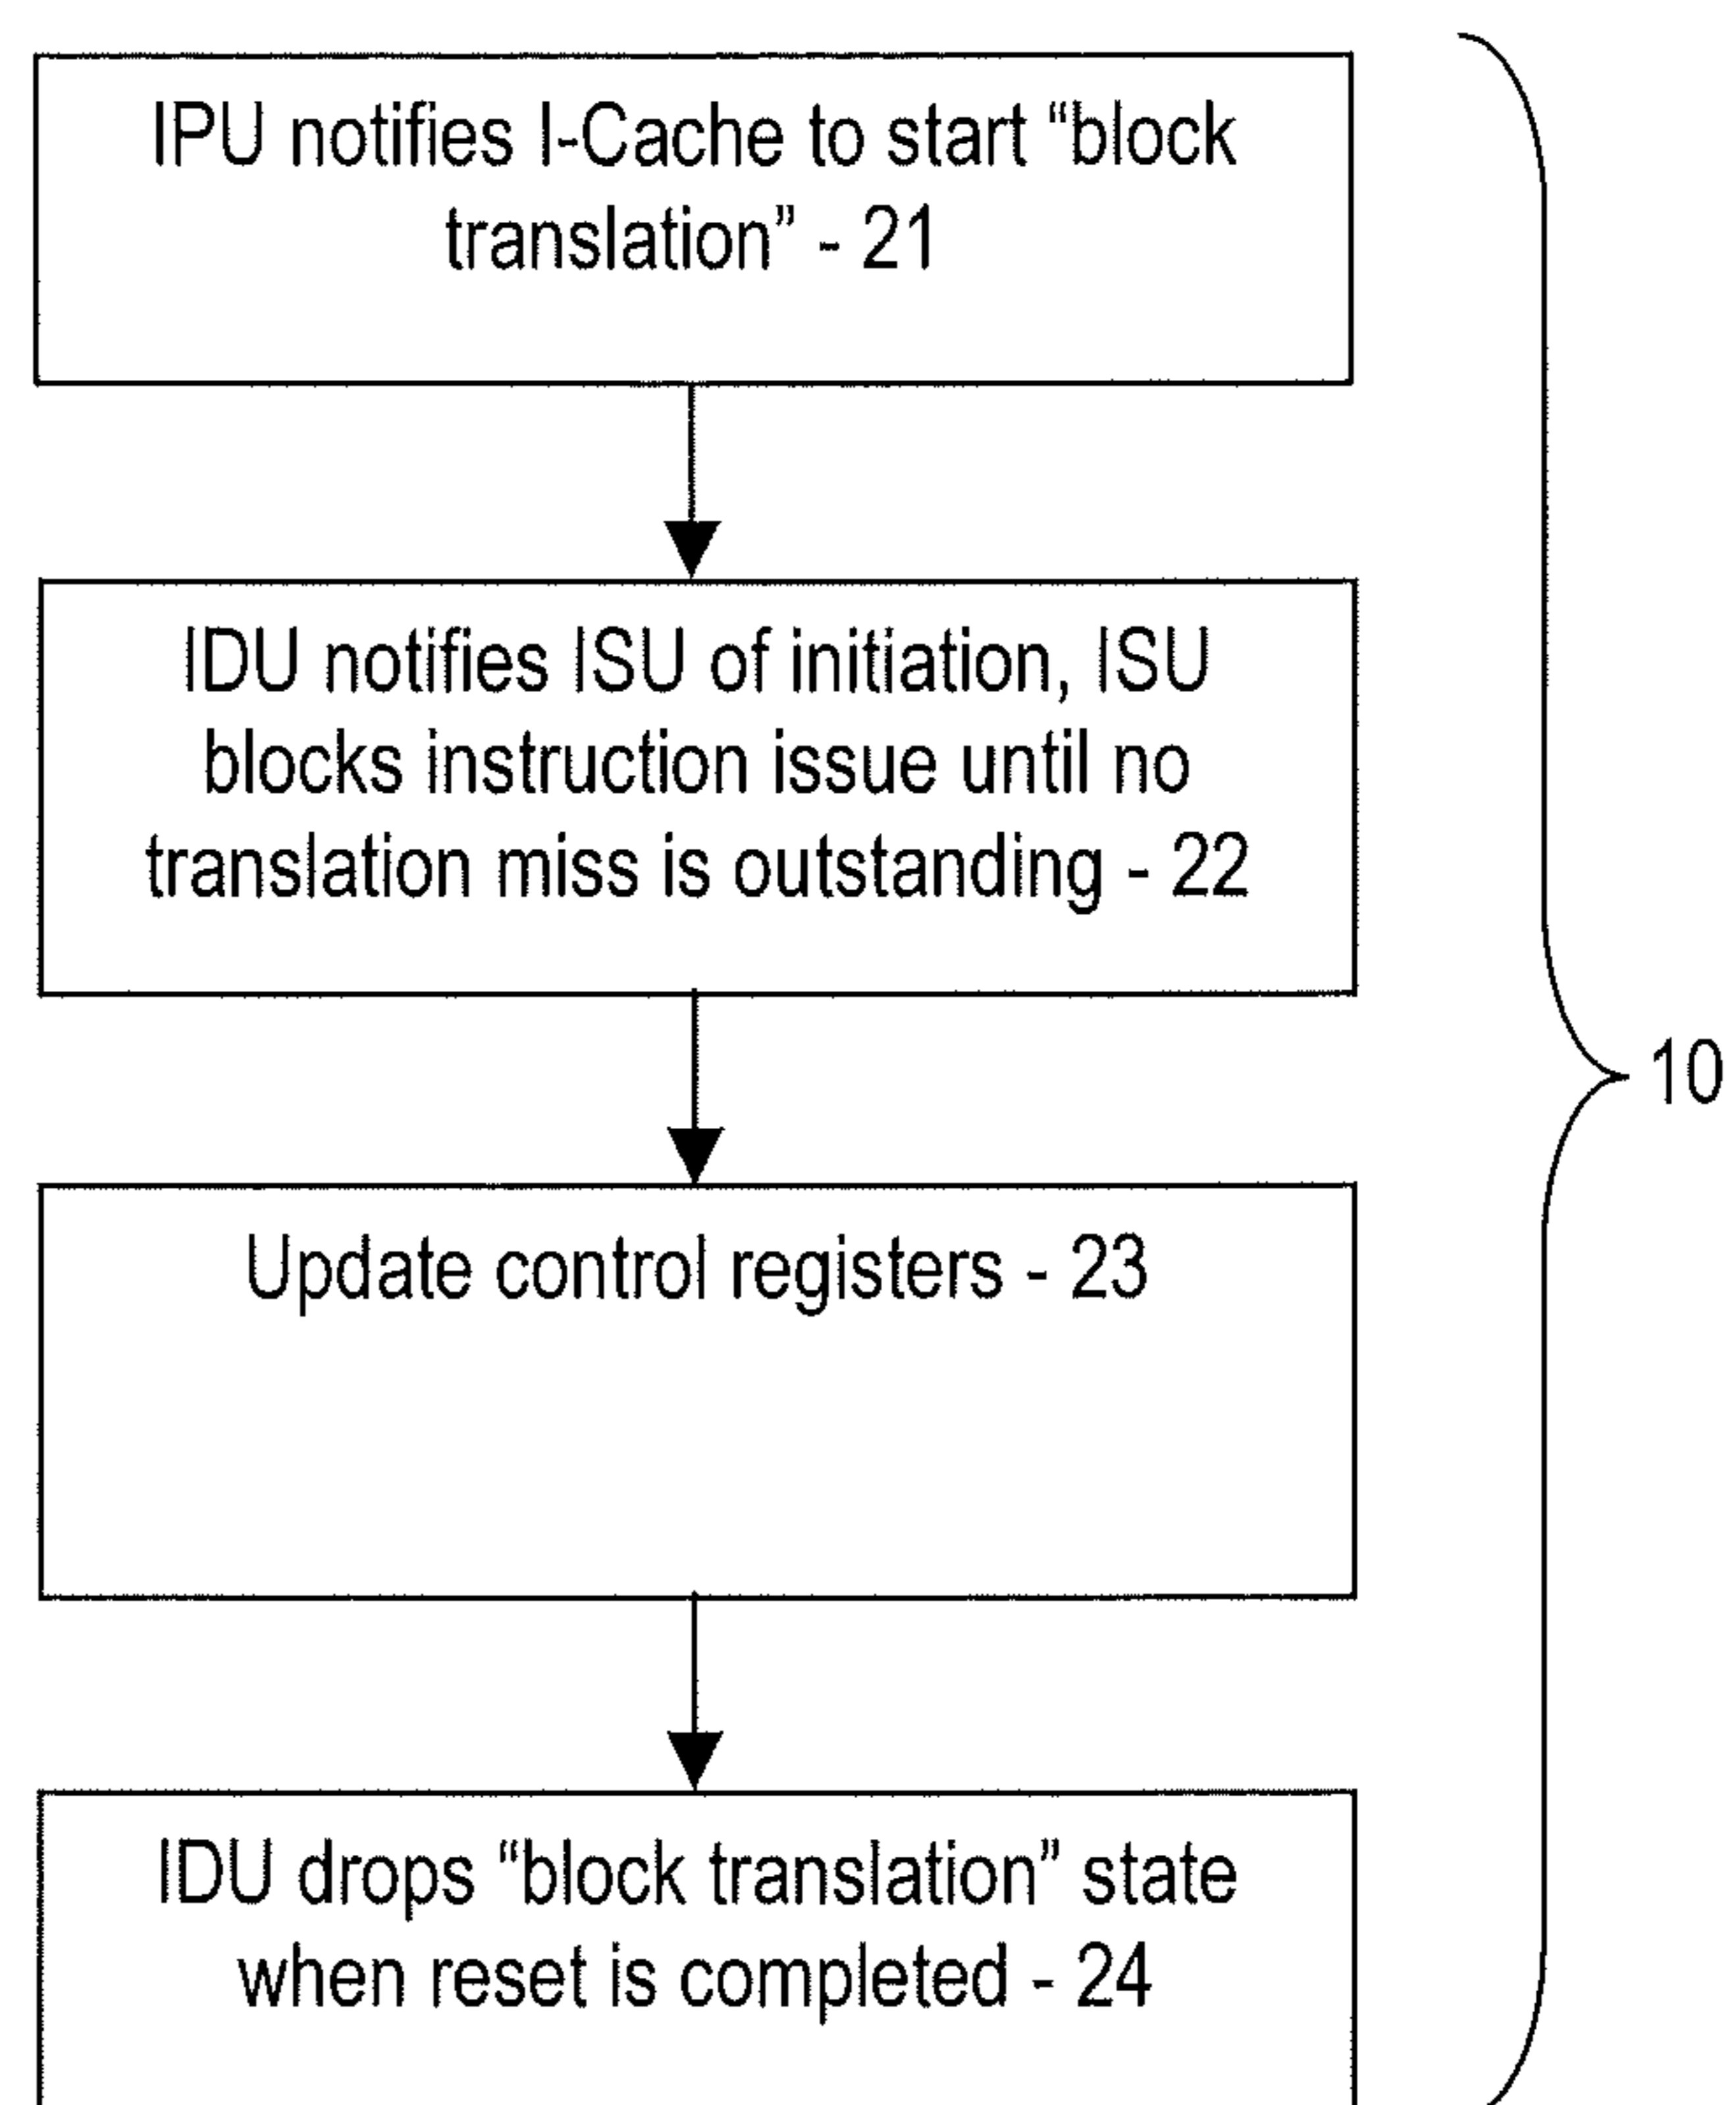 IPU notifies I-Cache to start “block
translation” - 21
IDU notifies ISU of initiation, ISU
blocks instruction issue until no
translation miss is outstanding - 22
10
Update control registers - 23
IDU drops “block translation” state
when reset is completed - 24